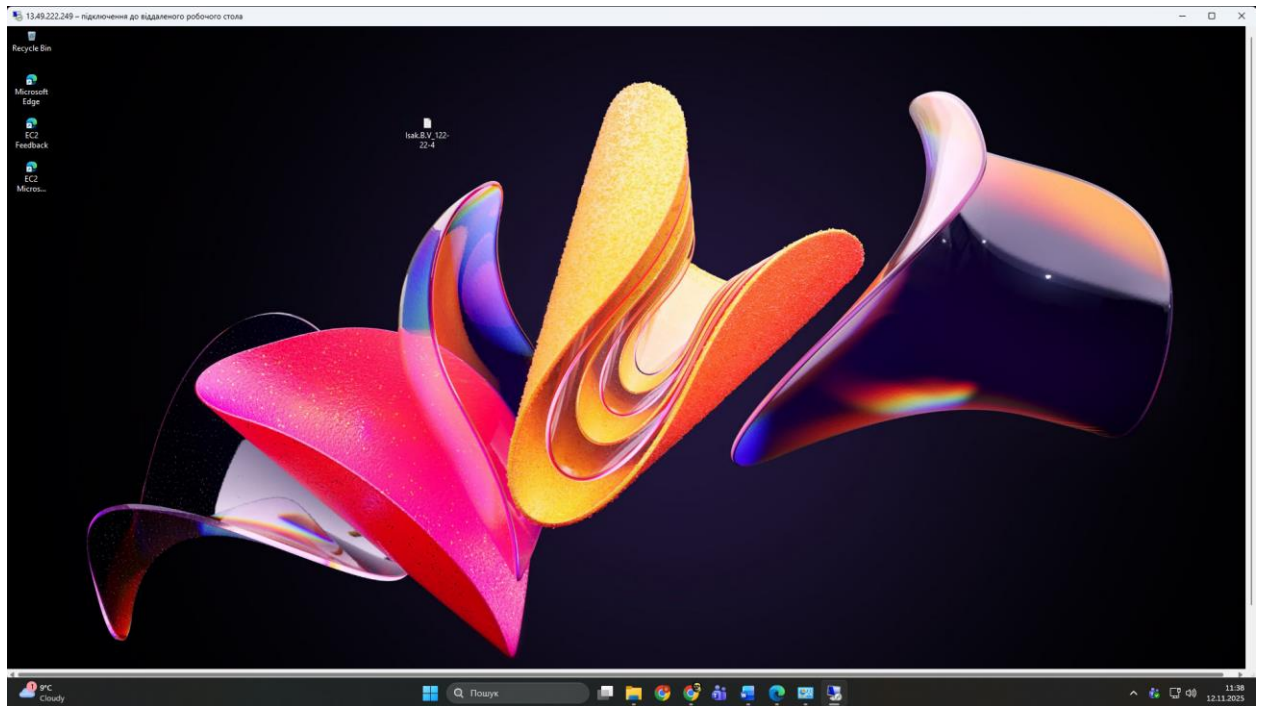 13.49.222.249 – підключення до віддаленого робочого стола
Recycle Bin
Microsoft
Edge
EC2
Feedback
EC2
Micros...
Isak.B.V_122-
22-4
1
9°C
Cloudy
Пошук
11:38
12.11.2025